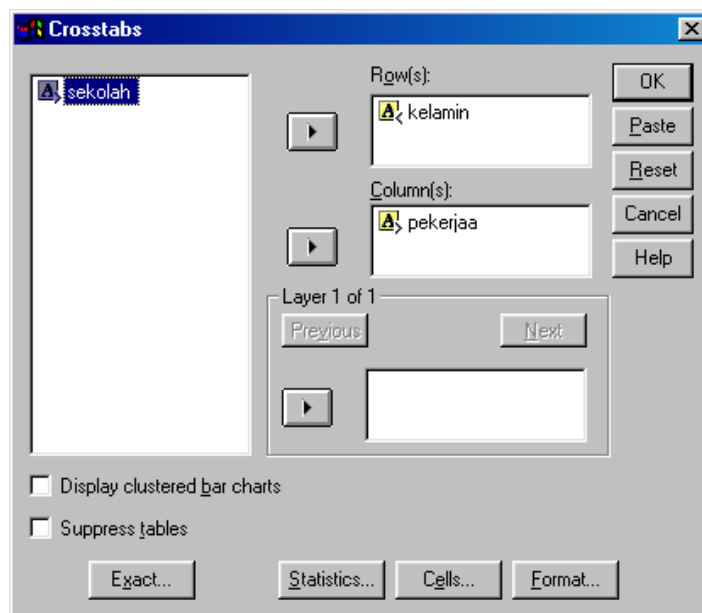 Crosstabs
sekolah
Row(s):
kelamin
Column(s):
pekerjaa
Layer 1 of 1
Previous
Next
Display clustered bar charts
Suppress tables
Exact...
Statistics...
Cells...
Format...
OK
Paste
Reset
Cancel
Help